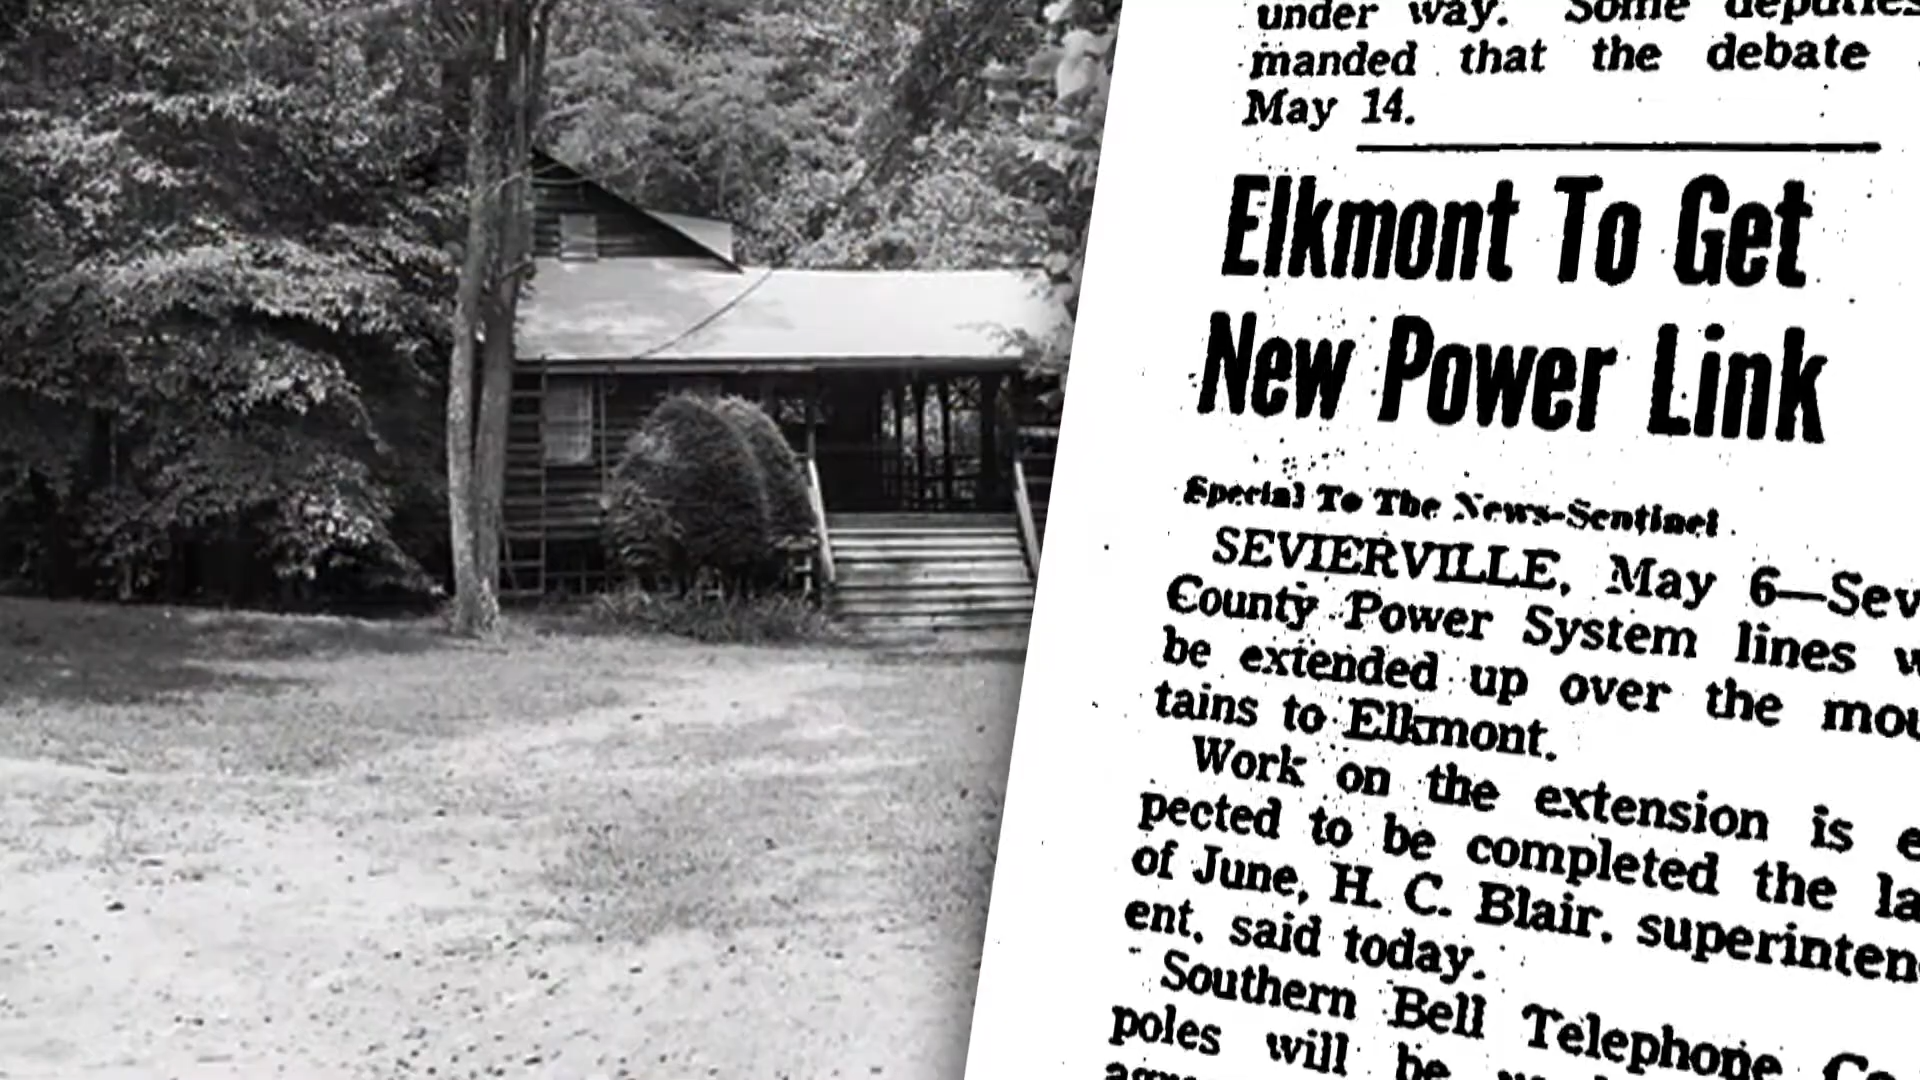 under way. Some deputies
manded that the debate
May 14.
Elkmont To Get
New Power Link
Special To The News-Sentinel
SEVIERVILLE, May 6—Sev
County Power System lines w
be extended up over the mou
tains to Elkmont.
Work on the extension is e
pected to be completed the la
of June, H. C. Blair, superinten
ent, said today.
Southern Bell Telephone Co
poles will be